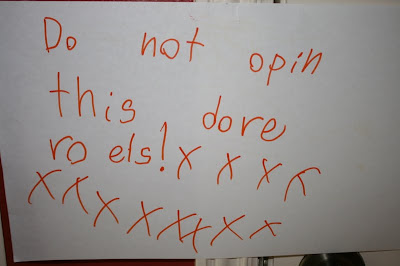 Do not opin
this dore
ro els! x x x x
x x x x x x x x